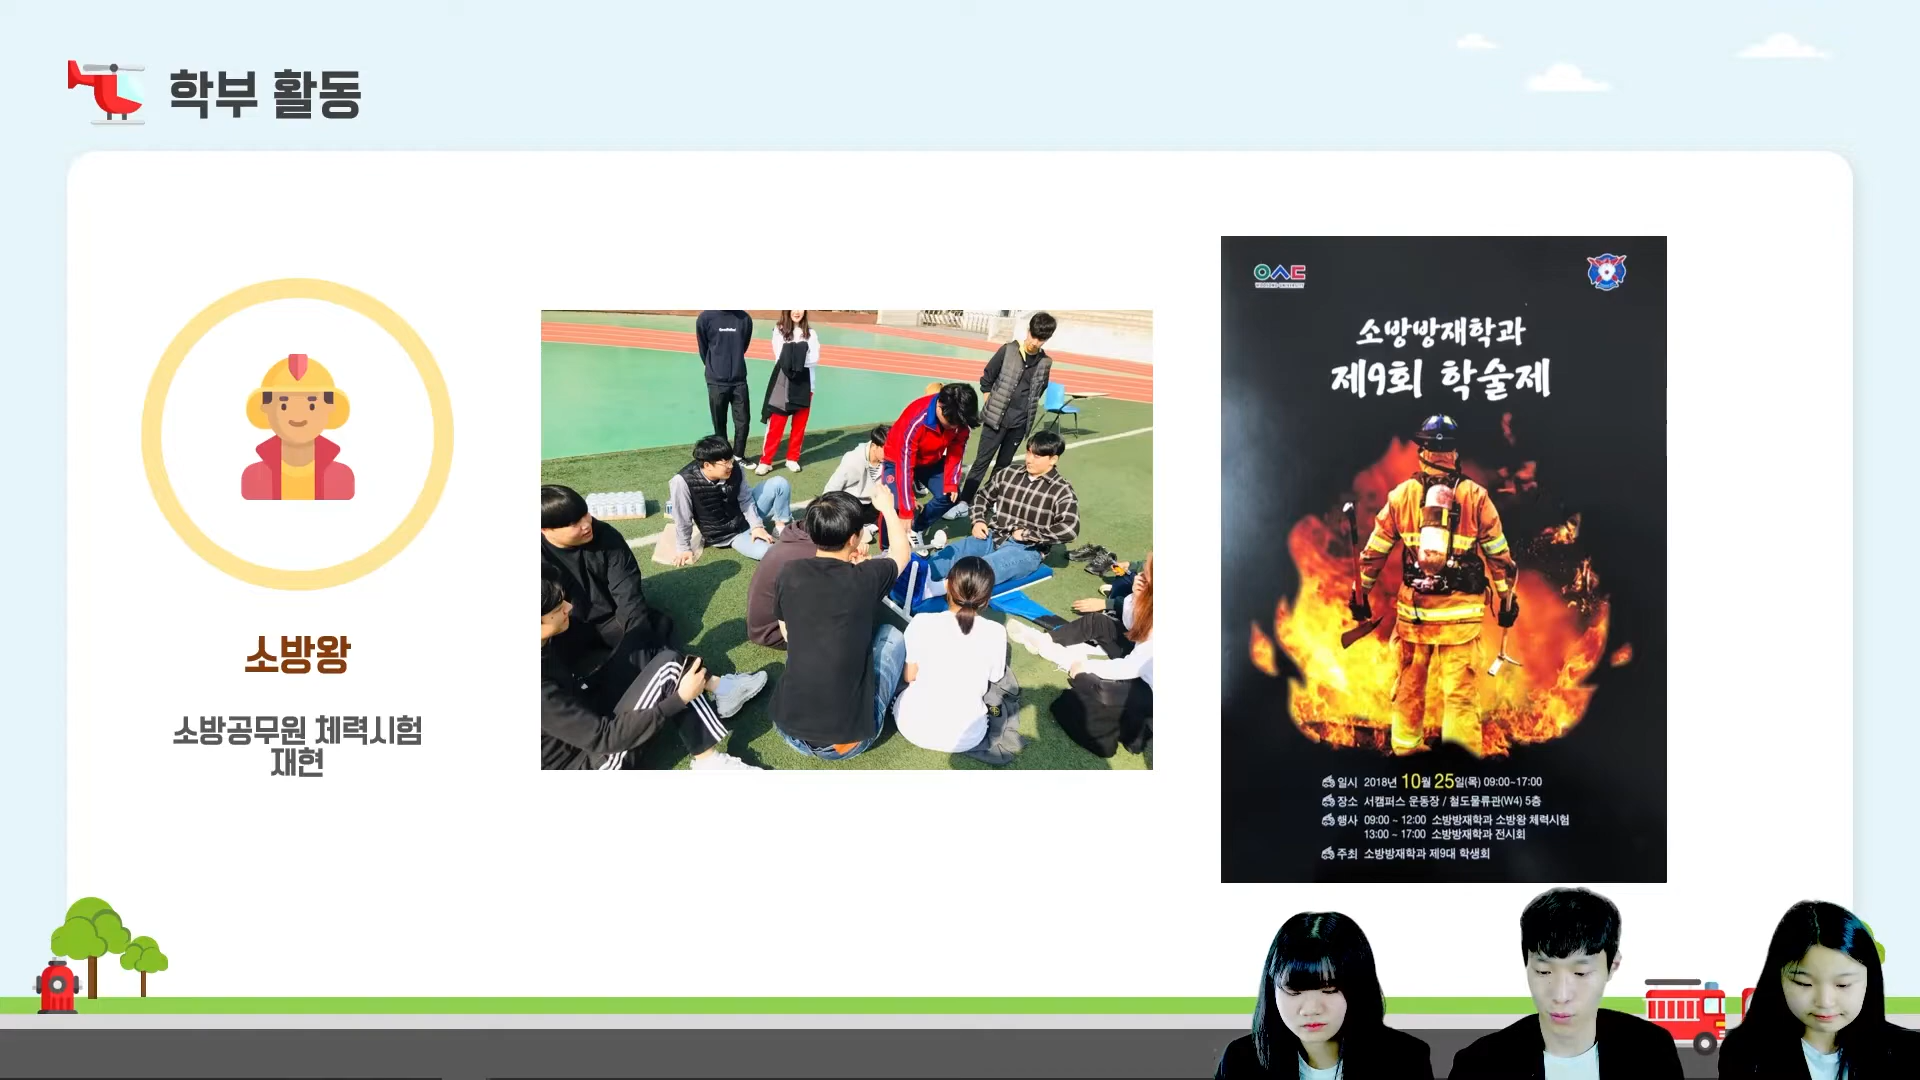 학부 활동
소방왕
소방공무원 체력시험
재현
소방방재학과
제9회 학술제
일시 2018년 10월 25일(목) 09:00~17:00
장소 서캠퍼스 운동장 / 철도물류관(W4) 5층
행사 09:00 ~ 12:00 소방방재학과 소방왕 체력시험
13:00 ~ 17:00 소방방재학과 전시회
주최 소방방재학과 제9대 학생회